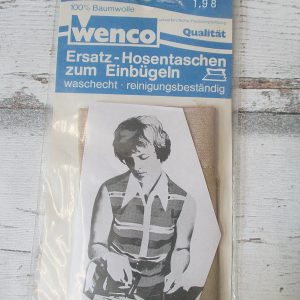 100% Baumwolle
1,98
wenco
Qualität
Ersatz-Hosentaschen
zum Einbügeln
waschecht · reinigungsbeständig